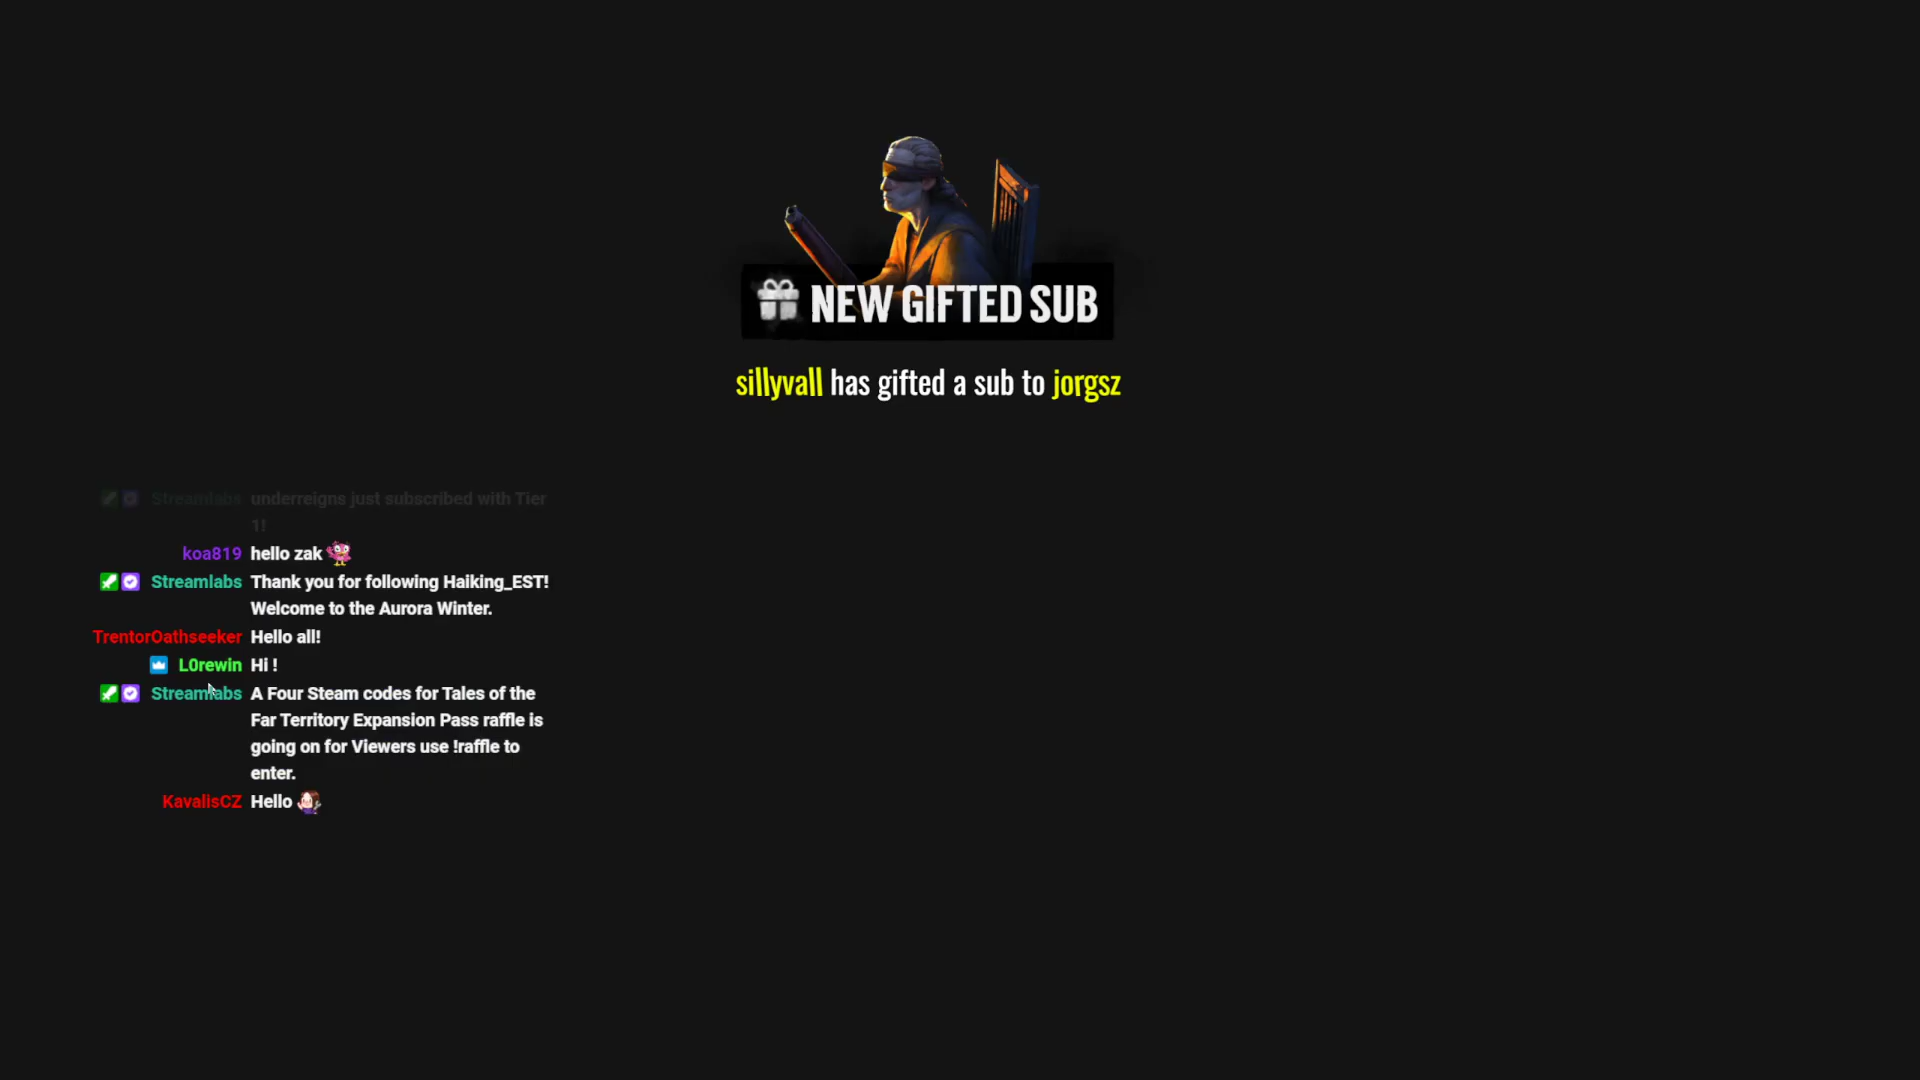 NEW GIFTED SUB
sillyvall has gifted a sub to jorgsz
Streamlabs underreigns just subscribed with Tier
1!
koa819 hello zak
Streamlabs Thank you for following Haiking_EST!
Welcome to the Aurora Winter.
TrentorOathseeker Hello all!
L0rewin Hi !
Streamlabs A Four Steam codes for Tales of the
Far Territory Expansion Pass raffle is
going on for Viewers use !raffle to
enter.
KavalisCZ Hello